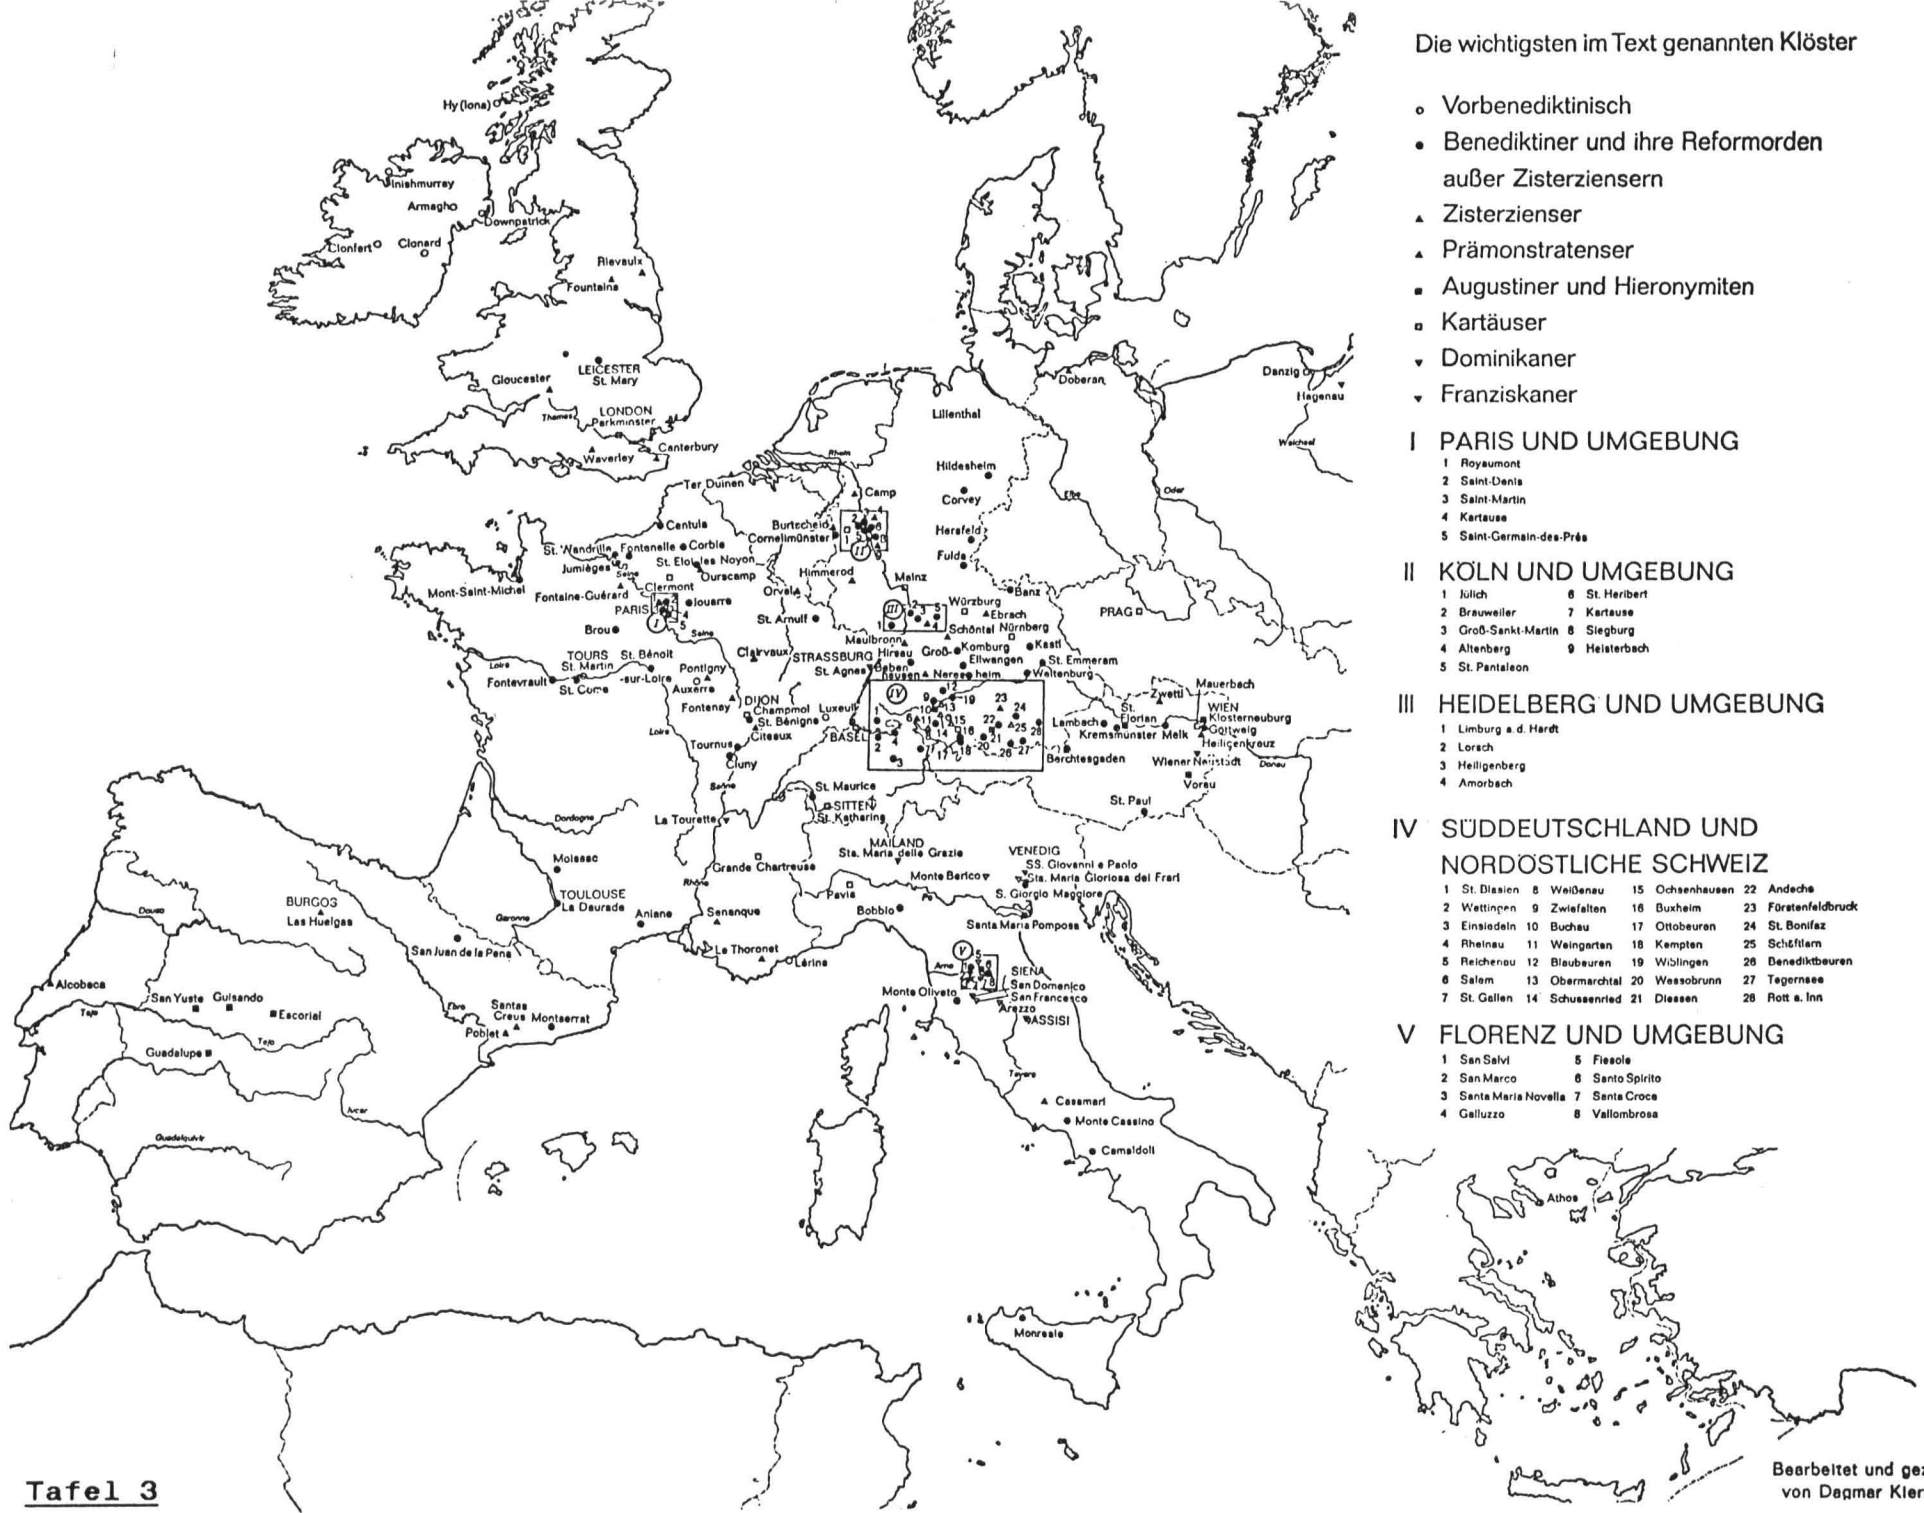 Die wichtigsten im Text genannten Klöster
Vorbenediktinisch
Benediktiner und ihre Reformorden
außer Zisterziensern
Zisterzienser
Prämonstratenser
Augustiner und Hieronymiten
Kartäuser
Dominikaner
Franziskaner
I PARIS UND UMGEBUNG
1 Royaumont
2 Saint-Denis
3 Saint-Martin
4 Kartause
5 Saint-Germain-des-Prés
II KÖLN UND UMGEBUNG
1 Jülich 6 St. Heribert
2 Brauweiler 7 Kartause
3 Groß-Sankt-Martin 8 Siegburg
4 Altenberg 9 Heisterbach
5 St. Pantaleon
III HEIDELBERG UND UMGEBUNG
1 Limburg a.d. Hardt
2 Lorsch
3 Heiligenberg
4 Amorbach
IV SÜDDEUTSCHLAND UND
NORDÖSTLICHE SCHWEIZ
1 St. Blasien 8 Weißenau 15 Ochsenhausen 22 Andechs
2 Wettingen 9 Zwiefalten 16 Buxheim 23 Fürstenfeldbruck
3 Einsiedeln 10 Buchau 17 Ottobeuren 24 St. Bonifaz
4 Rheinau 11 Weingarten 18 Kempten 25 Schäftlarn
5 Reichenau 12 Blaubeuren 19 Wiblingen 26 Benediktbeuren
6 Salem 13 Obermarchtal 20 Wessobrunn 27 Tegernsee
7 St. Gallen 14 Schussenried 21 Diessen 28 Rott a. Inn
V FLORENZ UND UMGEBUNG
1 San Salvi 5 Fiesole
2 San Marco 6 Santo Spirito
3 Santa Maria Novella 7 Santa Croce
4 Galluzzo 8 Vallombrosa
Hy (Iona)
Inishmurray
Armagh
Downpatrick
Clonfert
Clonard
Rievaulx
Fountains
LEICESTER
St. Mary
Gloucester
LONDON
Parkminster
Themes
Waverley
Canterbury
Doberan
Danzig
Hagenau
Weichsel
Lilienthal
Rhein
Hildesheim
Corvey
Elbe
Oder
Ter Duinen
Camp
Centula
Burtscheid
Cornelimünster
II
Hersfeld
Fulda
St. Wandrille
Fontenelle
Corbie
Jumièges
Seine
St. Eloi les Noyon
Ourscamp
Himmerod
Mainz
Mont-Saint-Michel
Fontaine-Guérard
Clermont
Orval
Banz
PARIS
Jouarre
I
III
Würzburg
Ebrach
PRAG
Brou
Seine
St. Arnulf
Schöntal
Nürnberg
Maulbronn
Clairvaux
STRASSBURG
Hirsau
Groß-Komburg
Kastl
TOURS
St. Martin
St. Bénoit
-sur-Loire
Pontigny
St. Agnes
Bebenhausen
Ellwangen
St. Emmeram
Loire
Fontevrault
St. Come
Auxerre
Neresheim
Weltenburg
Fontenay
DIJON
Champmol
St. Bénigne
Citeaux
Luxeuil
BASEL
IV
Zwettl
Mauerbach
WIEN
Klosterneuburg
Göttweig
Heiligenkreuz
Lambach
St. Florian
Kremsmünster
Melk
Loire
Tournus
Cluny
Berchtesgaden
Wiener Neustadt
Donau
Vorau
Saône
St. Maurice
SITTEN
St. Katharina
St. Paul
Dordogne
La Tourette
MAILAND
Sta. Maria delle Grazie
VENEDIG
SS. Giovanni e Paolo
Sta. Maria Gloriosa dei Frari
S. Giorgio Maggiore
Moissac
Grande Chartreuse
Monte Berico
Rhône
Pavia
Po
TOULOUSE
La Daurade
Bobbio
Santa Maria Pomposa
BURGOS
Las Huelgas
Douro
Garonne
Aniane
Senanque
San Juan de la Pena
Le Thoronet
Lérins
V
Arno
SIENA
San Domenico
San Francesco
Monte Oliveto
Arezzo
ASSISI
Alcobaca
San Yuste
Guisando
Escorial
Tejo
Tejo
Ebro
Santas
Creus
Poblet
Montserrat
Guadalupe
Jucar
Guadalquivir
Tevere
Casamari
Monte Cassino
Camaldoli
Athos
Monreale
Tafel 3
Bearbeitet und gez
von Dagmar Kier